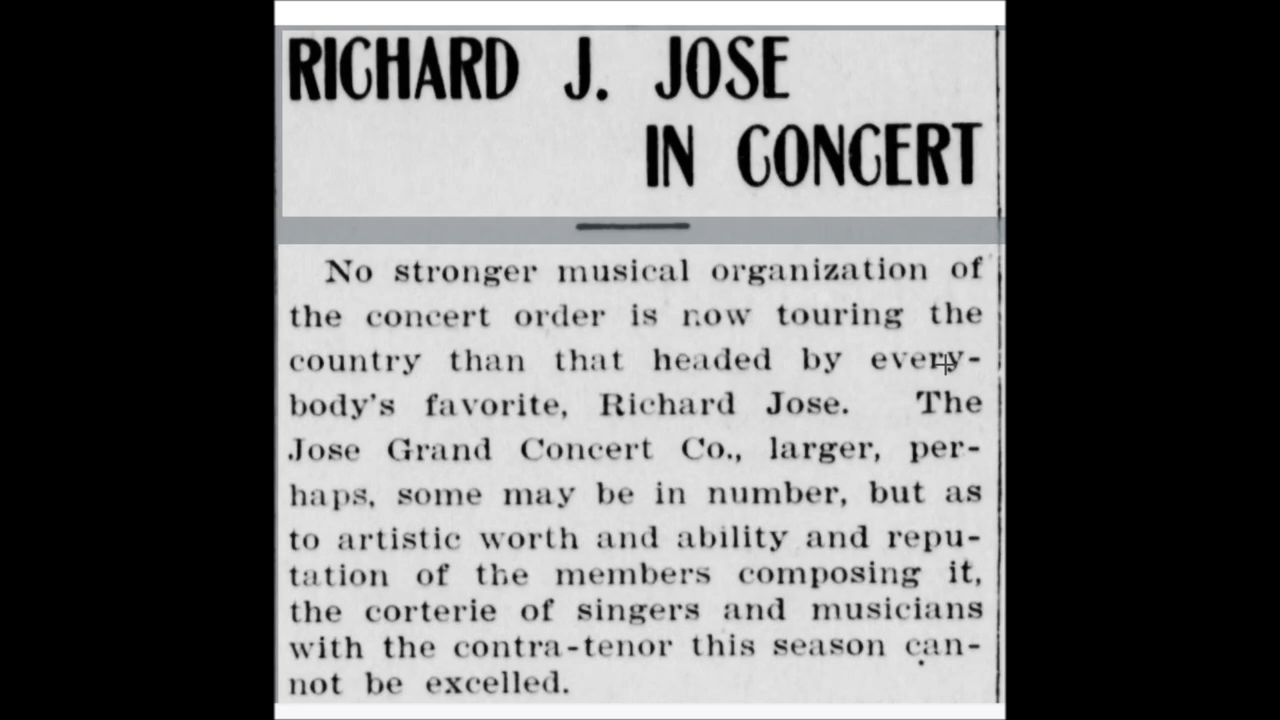 RICHARD J. JOSE
IN CONCERT
No stronger musical organization of
the concert order is now touring the
country than that headed by every-
body's favorite, Richard Jose. The
Jose Grand Concert Co., larger, per-
haps, some may be in number, but as
to artistic worth and ability and repu-
tation of the members composing it,
the corterie of singers and musicians
with the contra-tenor this season can-
not be excelled.